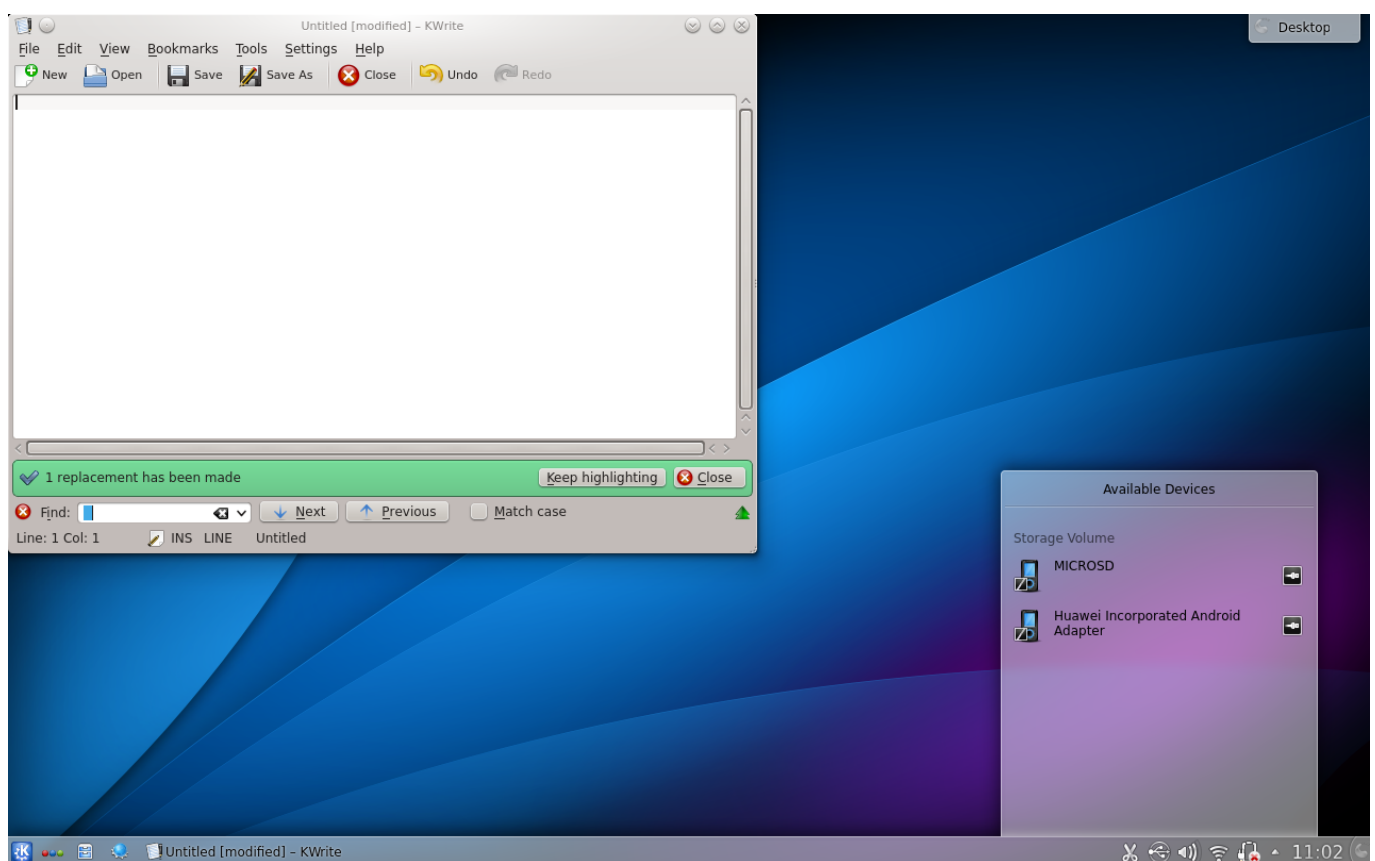 Untitled [modified] – KWrite
Desktop
File Edit View Bookmarks Tools Settings Help
New Open Save Save As Close Undo Redo
1 replacement has been made Keep highlighting Close
Find: Next Previous Match case
Line: 1 Col: 1 INS LINE Untitled
Available Devices
Storage Volume
MICROSD
Huawei Incorporated Android
Adapter
Untitled [modified] – KWrite 11:02